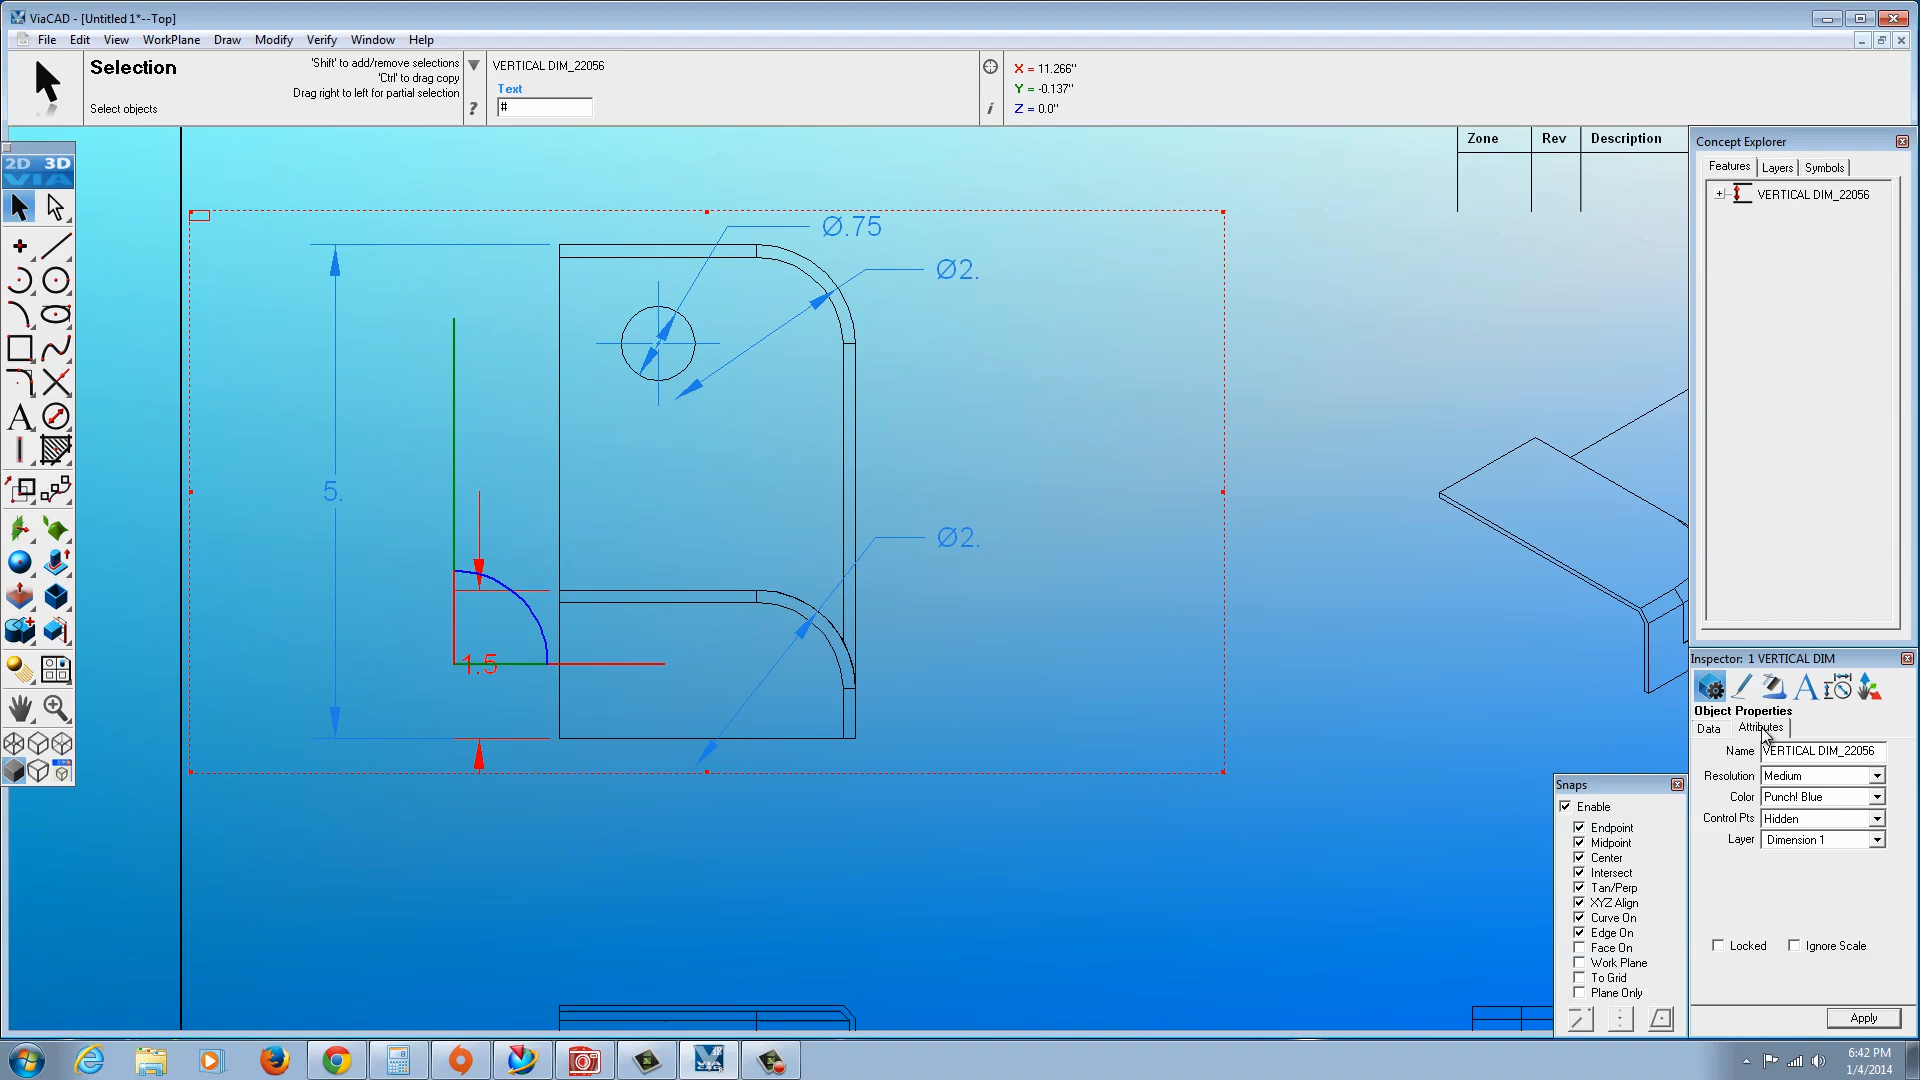 ViaCAD - [Untitled 1*--Top]
File Edit View WorkPlane Draw Modify Verify Window Help
Selection
'Shift' to add/remove selections
'Ctrl' to drag copy
Drag right to left for partial selection
Select objects
?
VERTICAL DIM_22056
Text
#
i
X = 11.266"
Y = -0.137"
Z = 0.0"
2D 3D
VIA
A
Zone Rev Description
Ø.75
Ø2.
5.
Ø2.
1.5
Concept Explorer
Features Layers Symbols
VERTICAL DIM_22056
Inspector: 1 VERTICAL DIM
A
Object Properties
Data Attributes
Name VERTICAL DIM_22056
Resolution Medium
Color Punch! Blue
Control Pts Hidden
Layer Dimension 1
Locked Ignore Scale
Apply
Snaps
Enable
Endpoint
Midpoint
Center
Intersect
Tan/Perp
XYZ Align
Curve On
Edge On
Face On
Work Plane
To Grid
Plane Only
6:42 PM
1/4/2014